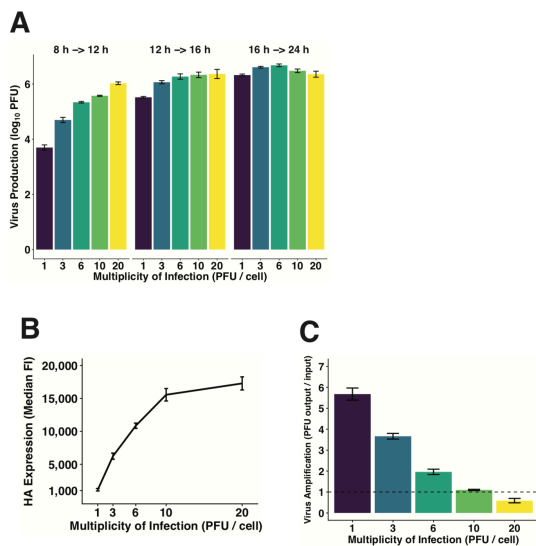 A
8 h -> 12 h
12 h -> 16 h
16 h -> 24 h
Virus Production (log10 PFU)
6
4
2
0
1 3 6 10 20 1 3 6 10 20 1 3 6 10 20
Multiplicity of Infection (PFU / cell)
B
HA Expression (Median FI)
20,000
15,000
10,000
5,000
1,000
1 3 6 10 20
Multiplicity of Infection (PFU / cell)
C
Virus Amplification (PFU output / input)
7
6
5
4
3
2
1
0
1 3 6 10 20
Multiplicity of Infection (PFU / cell)